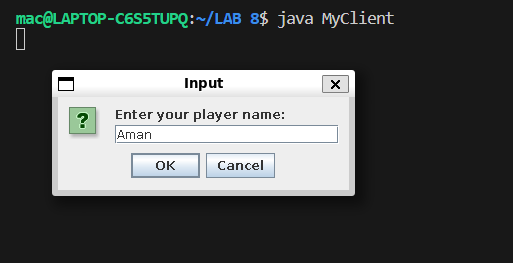 mac@LAPTOP-C6S5TUPQ:~/LAB 8$ java MyClient
Input
Enter your player name:
Aman
OK Cancel